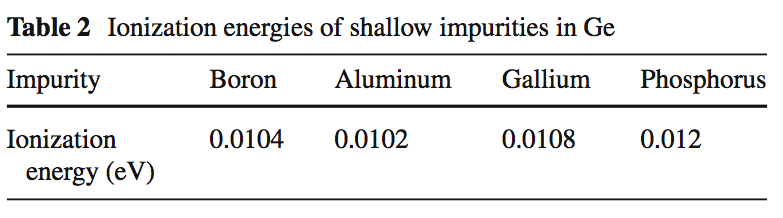 Table 2 Ionization energies of shallow impurities in Ge
Impurity Boron Aluminum Gallium Phosphorus
Ionization 0.0104 0.0102 0.0108 0.012
energy (eV)